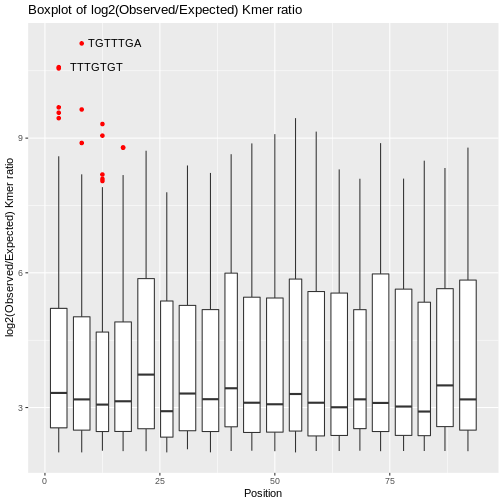 Boxplot of log2(Observed/Expected) Kmer ratio
TGTTTGA
TTTGTGT
9
6
3
log2(Observed/Expected) Kmer ratio
0
25
50
75
Position